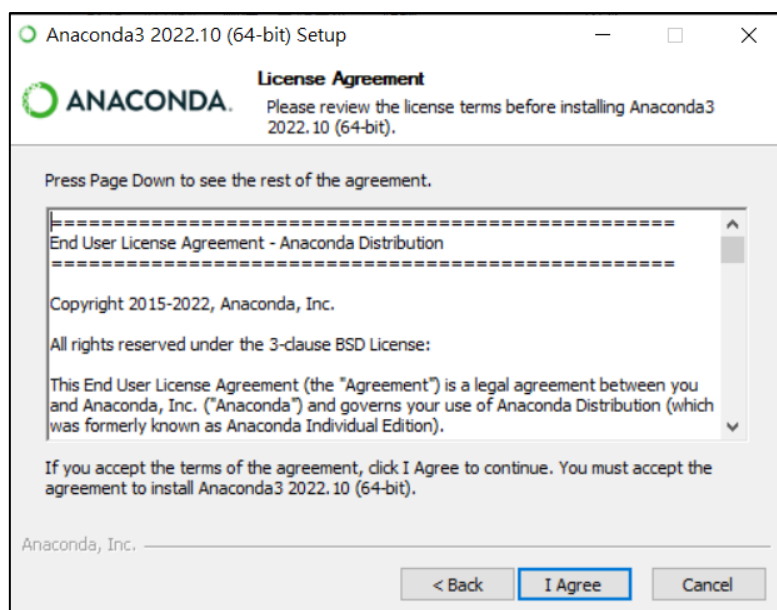 Anaconda3 2022.10 (64-bit) Setup
ANACONDA.
License Agreement
Please review the license terms before installing Anaconda3
2022.10 (64-bit).
Press Page Down to see the rest of the agreement.
====================================================
End User License Agreement - Anaconda Distribution
====================================================
Copyright 2015-2022, Anaconda, Inc.
All rights reserved under the 3-clause BSD License:
This End User License Agreement (the "Agreement") is a legal agreement between you
and Anaconda, Inc. ("Anaconda") and governs your use of Anaconda Distribution (which
was formerly known as Anaconda Individual Edition).
If you accept the terms of the agreement, click I Agree to continue. You must accept the
agreement to install Anaconda3 2022.10 (64-bit).
Anaconda, Inc.
< Back
I Agree
Cancel